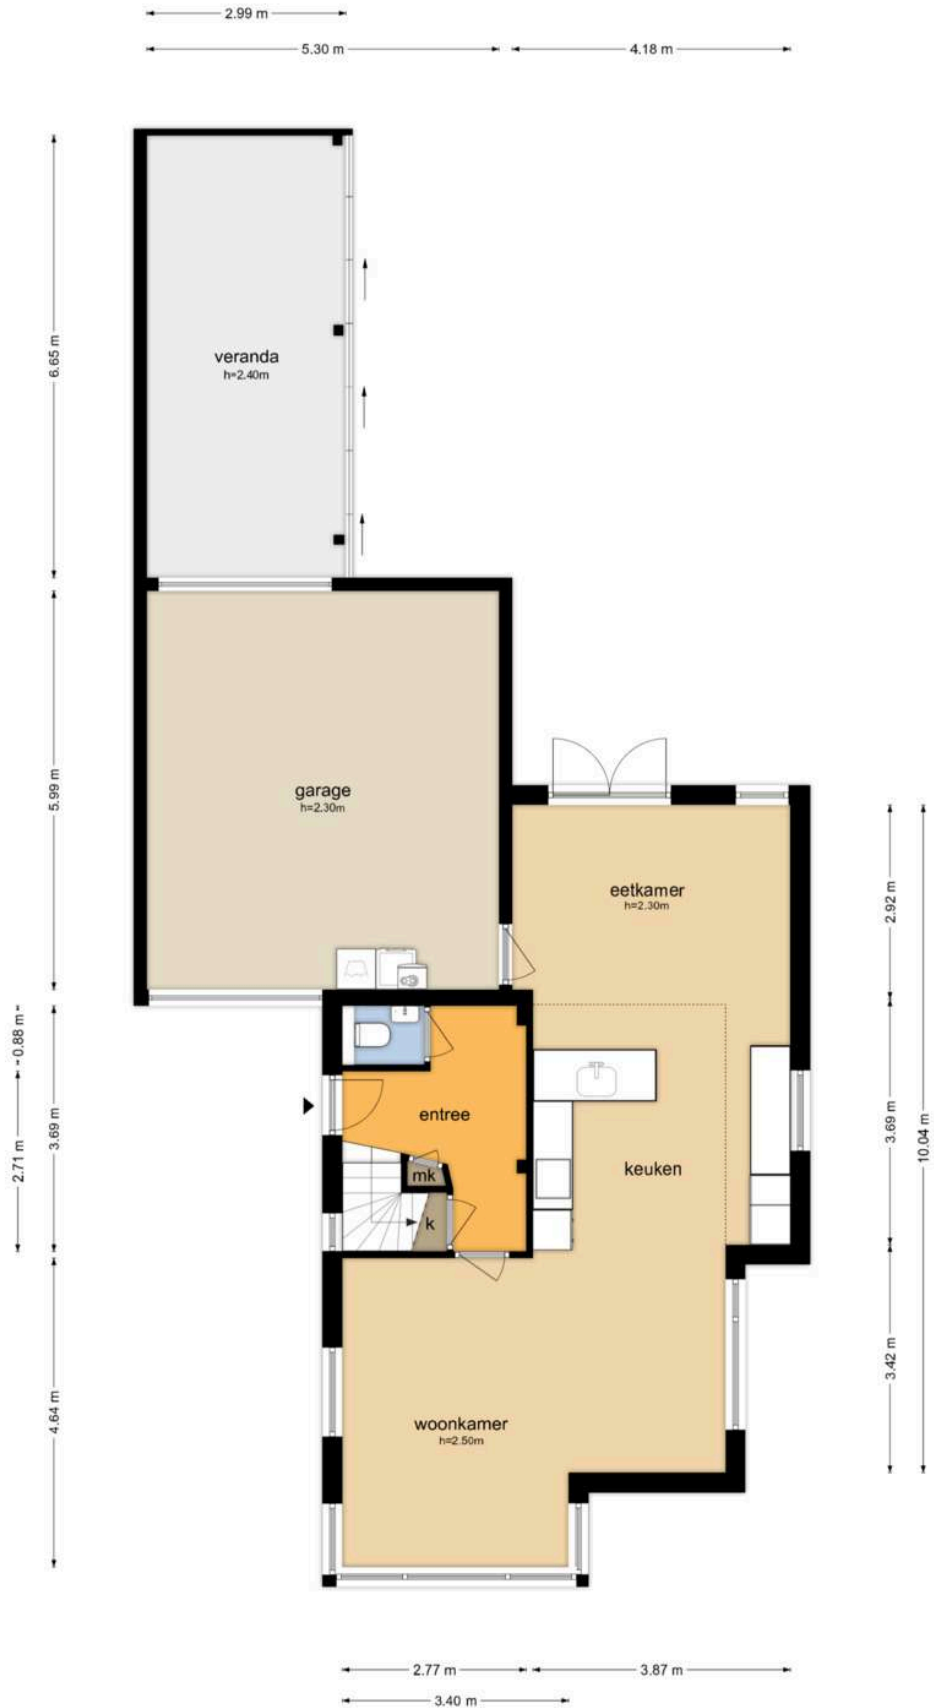 2.99 m
5.30 m
4.18 m
6.65 m
veranda
h=2.40m
5.99 m
garage
h=2.30m
eetkamer
h=2.30m
2.92 m
0.88 m
2.71 m
3.69 m
entree
mk
k
keuken
3.69 m
10.04 m
3.42 m
4.64 m
woonkamer
h=2.50m
2.77 m
3.87 m
3.40 m